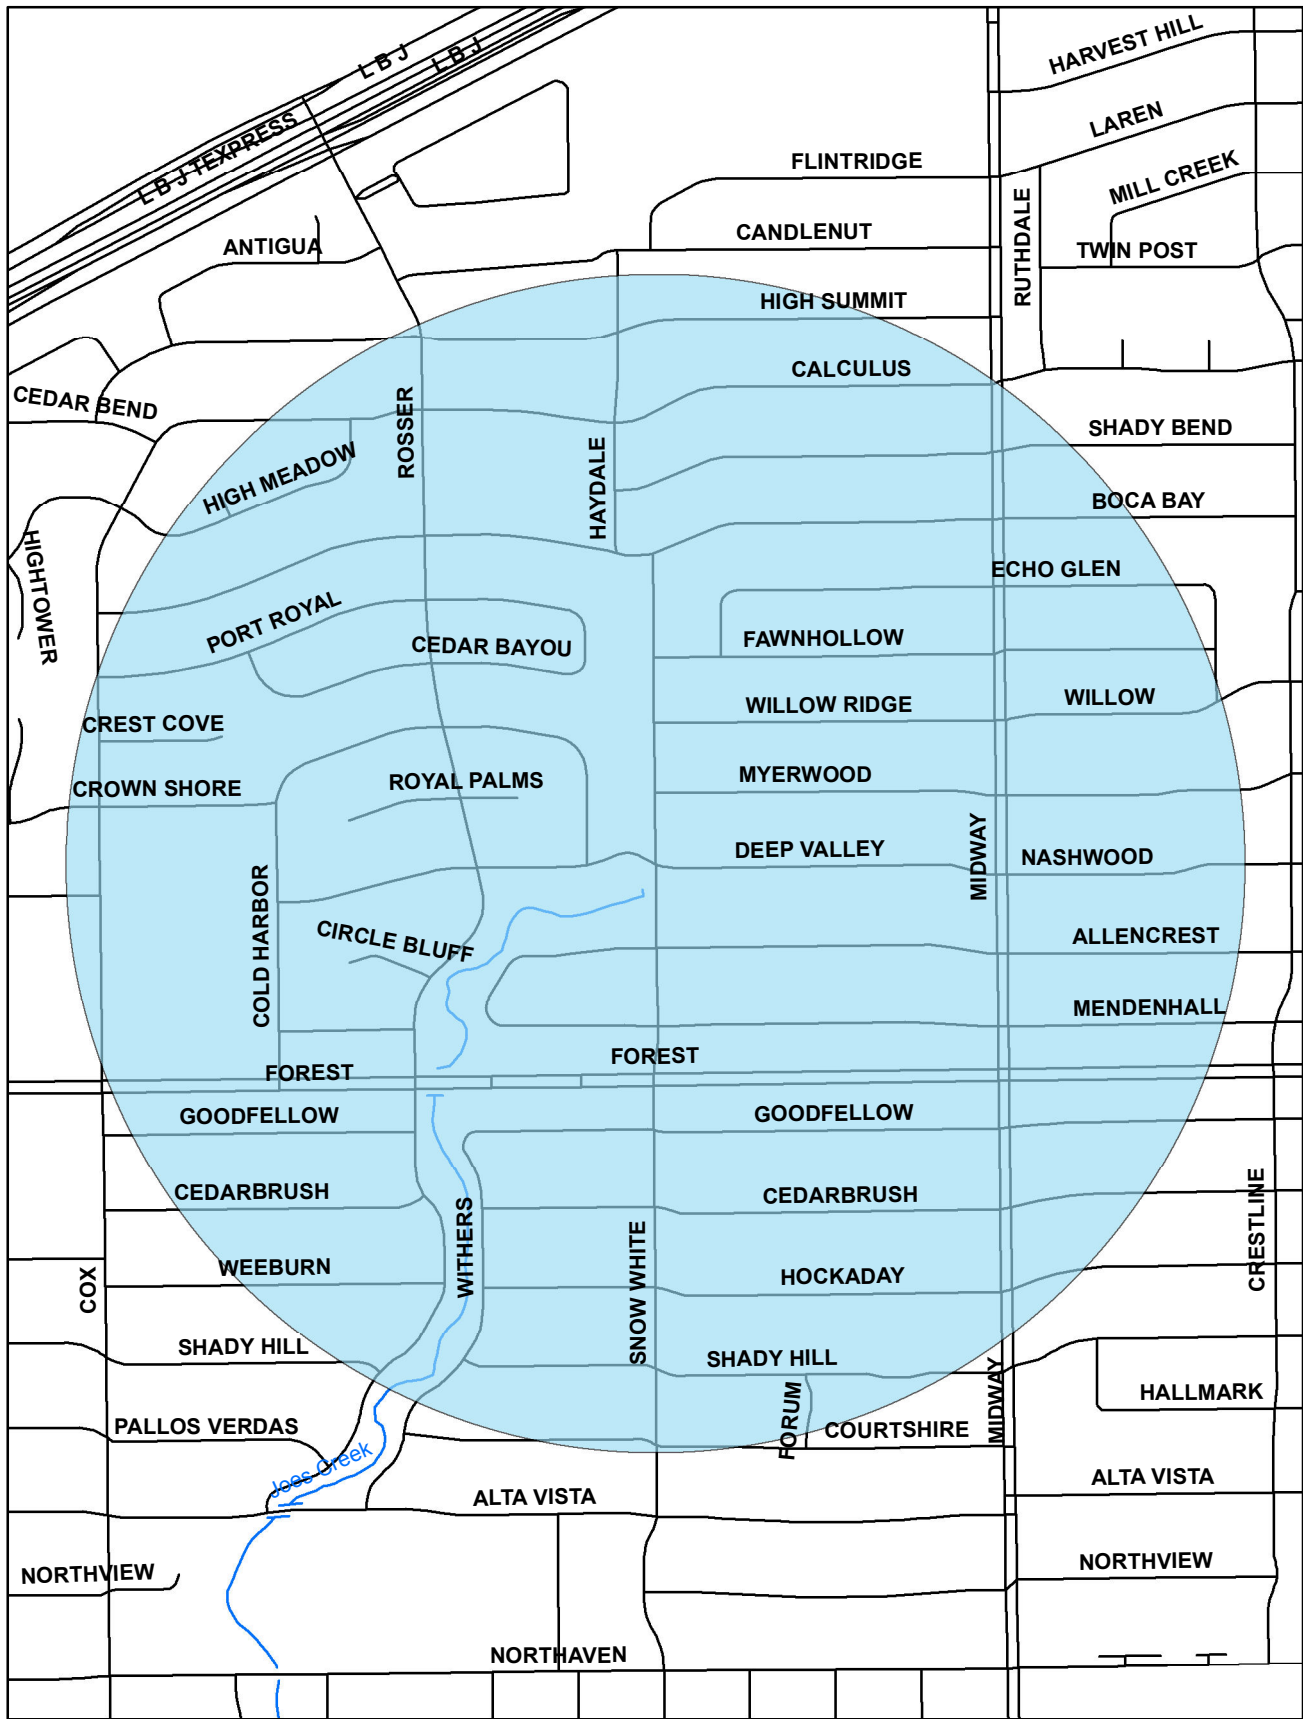 L B J
L B J
HARVEST HILL
LAREN
L B J TEXPRESS
FLINTRIDGE
MILL CREEK
ANTIGUA
CANDLENUT
RUTHDALE
TWIN POST
HIGH SUMMIT
CALCULUS
CEDAR BEND
ROSSER
SHADY BEND
HIGH MEADOW
HAYDALE
BOCA BAY
HIGHTOWER
ECHO GLEN
PORT ROYAL
CEDAR BAYOU
FAWNHOLLOW
WILLOW RIDGE
WILLOW
CREST COVE
CROWN SHORE
ROYAL PALMS
MYERWOOD
MIDWAY
DEEP VALLEY
NASHWOOD
COLD HARBOR
CIRCLE BLUFF
ALLENCREST
MENDENHALL
FOREST
FOREST
GOODFELLOW
GOODFELLOW
CEDARBRUSH
CEDARBRUSH
WITHERS
SNOW WHITE
CRESTLINE
COX
WEEBURN
HOCKADAY
SHADY HILL
SHADY HILL
MIDWAY
HALLMARK
FORUM
PALLOS VERDAS
COURTSHIRE
Joes Creek
ALTA VISTA
ALTA VISTA
NORTHVIEW
NORTHVIEW
NORTHAVEN